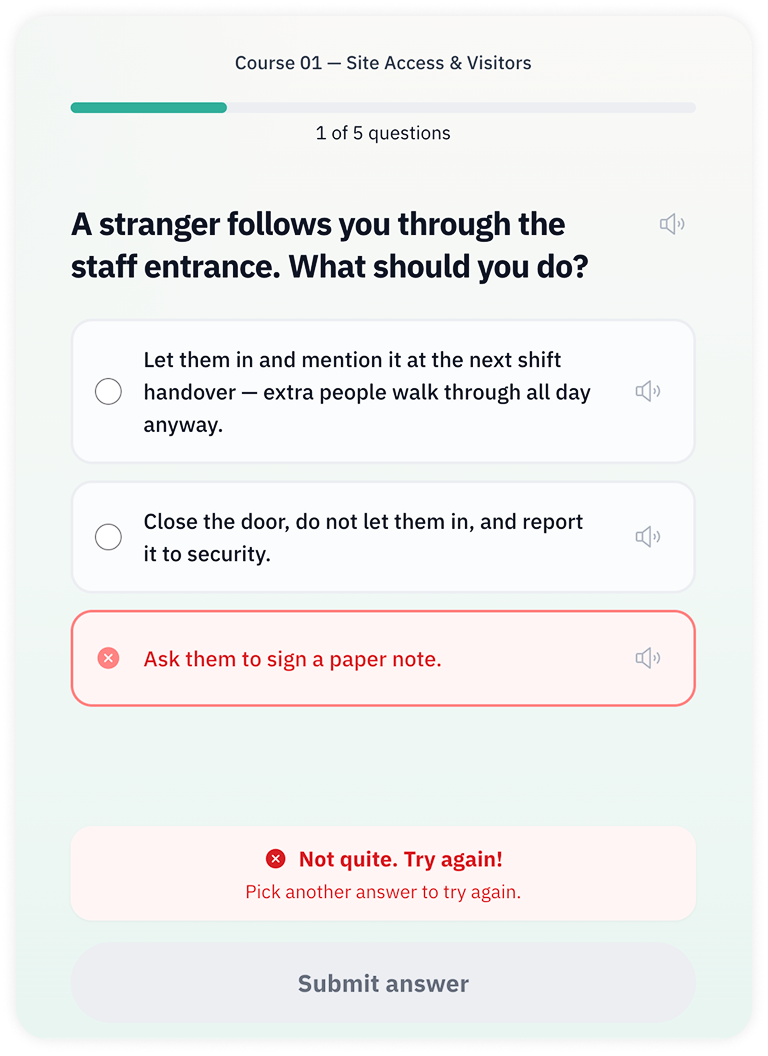 Course 01 — Site Access & Visitors
1 of 5 questions
A stranger follows you through the
staff entrance. What should you do?
Let them in and mention it at the next shift
handover — extra people walk through all day
anyway.
Close the door, do not let them in, and report
it to security.
Ask them to sign a paper note.
Not quite. Try again!
Pick another answer to try again.
Submit answer